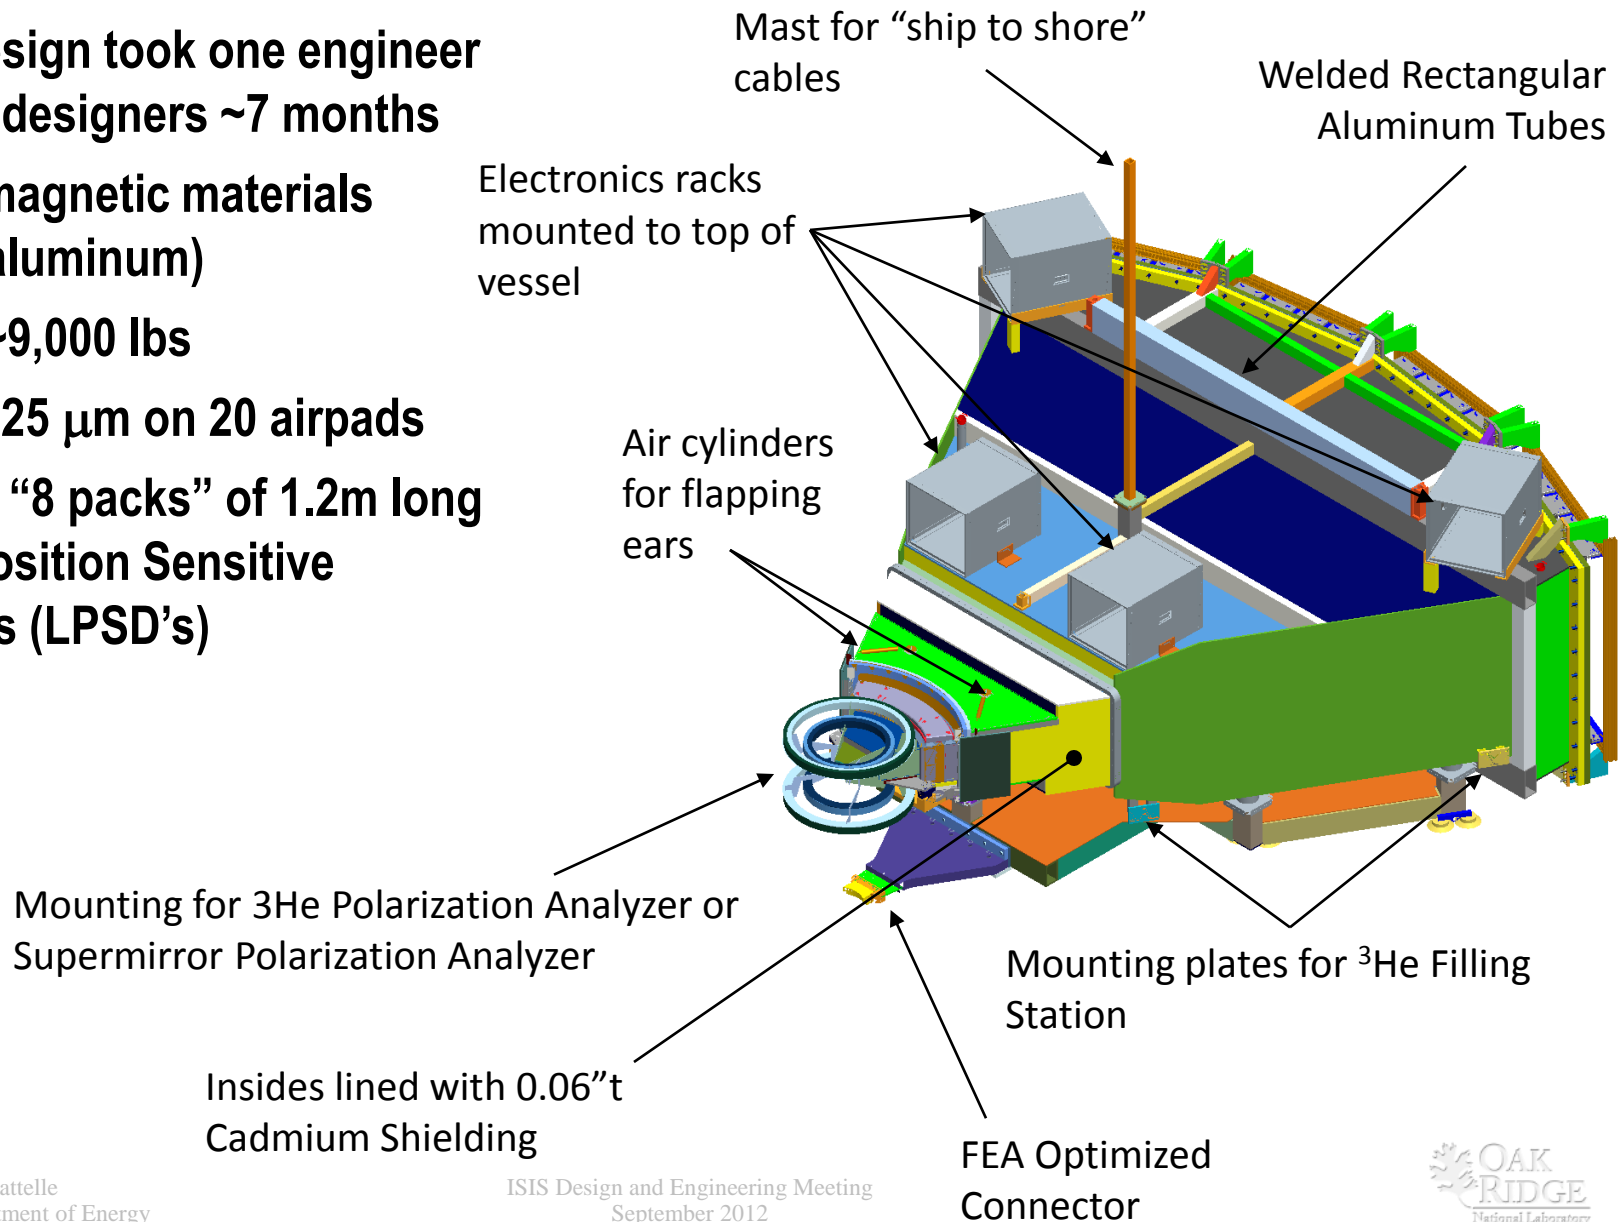 sign took one engineer
designers ~7 months
magnetic materials
aluminum)
~9,000 lbs
25 μm on 20 airpads
“8 packs” of 1.2m long
osition Sensitive
s (LPSD’s)
Mast for “ship to shore”
cables
Welded Rectangular
Aluminum Tubes
Electronics racks
mounted to top of
vessel
Air cylinders
for flapping
ears
Mounting for 3He Polarization Analyzer or
Supermirror Polarization Analyzer
Mounting plates for ³He Filling
Station
Insides lined with 0.06”t
Cadmium Shielding
FEA Optimized
Connector
attelle
tment of Energy
ISIS Design and Engineering Meeting
September 2012
OAK
RIDGE
National Laboratory